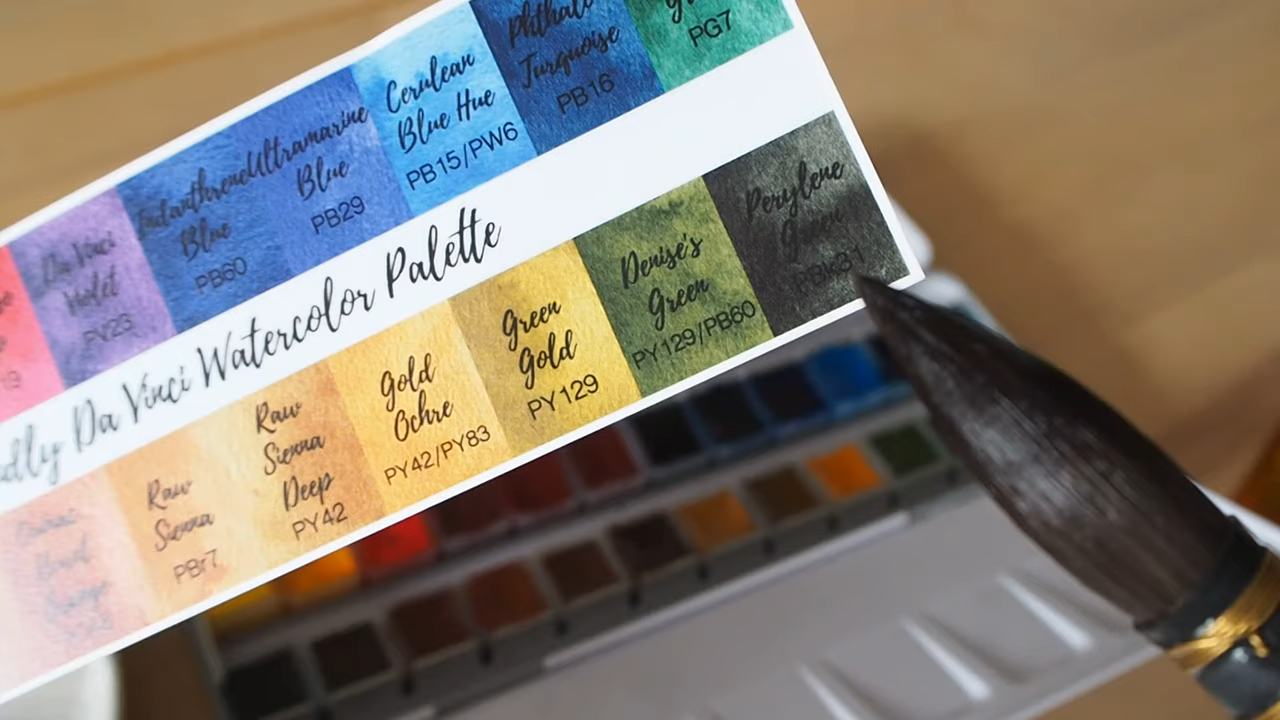 Da Vinci
Violet
PV23
Indanthrene
Blue
PB60
Ultramarine
Blue
PB29
Cerulean
Blue Hue
PB15/PW6
Phthalo
Turquoise
PB16
PG7
Da Vinci Watercolor Palette
Raw
Sienna
PBr7
Raw
Sienna
Deep
PY42
Gold
Ochre
PY42/PY83
Green
Gold
PY129
Denise's
Green
PY129/PB60
Perylene
Green
PBk31